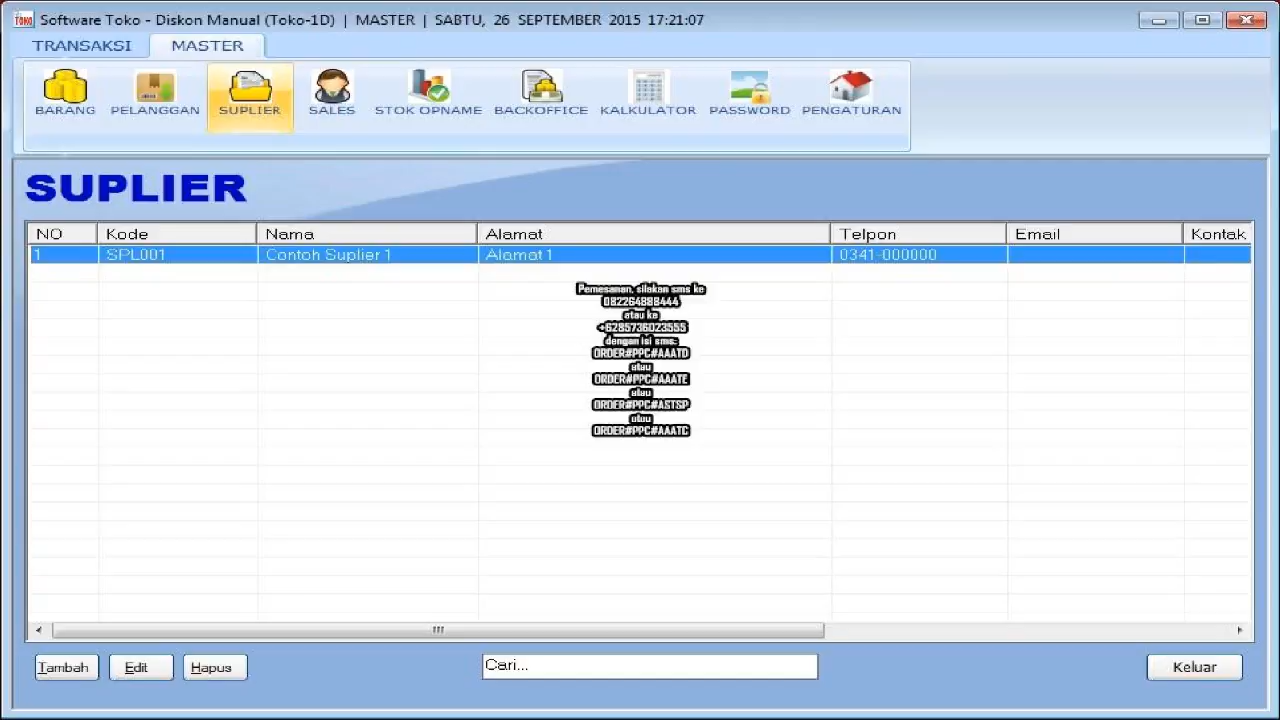 TOKO Software Toko - Diskon Manual (Toko-1D) | MASTER | SABTU, 26 SEPTEMBER 2015 17:21:07
TRANSAKSI MASTER
BARANG PELANGGAN SUPLIER SALES STOK OPNAME BACKOFFICE KALKULATOR PASSWORD PENGATURAN
SUPLIER
NO Kode Nama Alamat Telpon Email Kontak
1 SPL001 Contoh Suplier 1 Alamat 1 0341-000000
Pemesanan, silakan sms ke
082264888444
atau ke
+6285736023555
dengan isi sms:
ORDER#PPC#AAATD
atau
ORDER#PPC#AAATE
atau
ORDER#PPC#ASTSP
atau
ORDER#PPC#AAATC
Tambah Edit Hapus Cari... Keluar